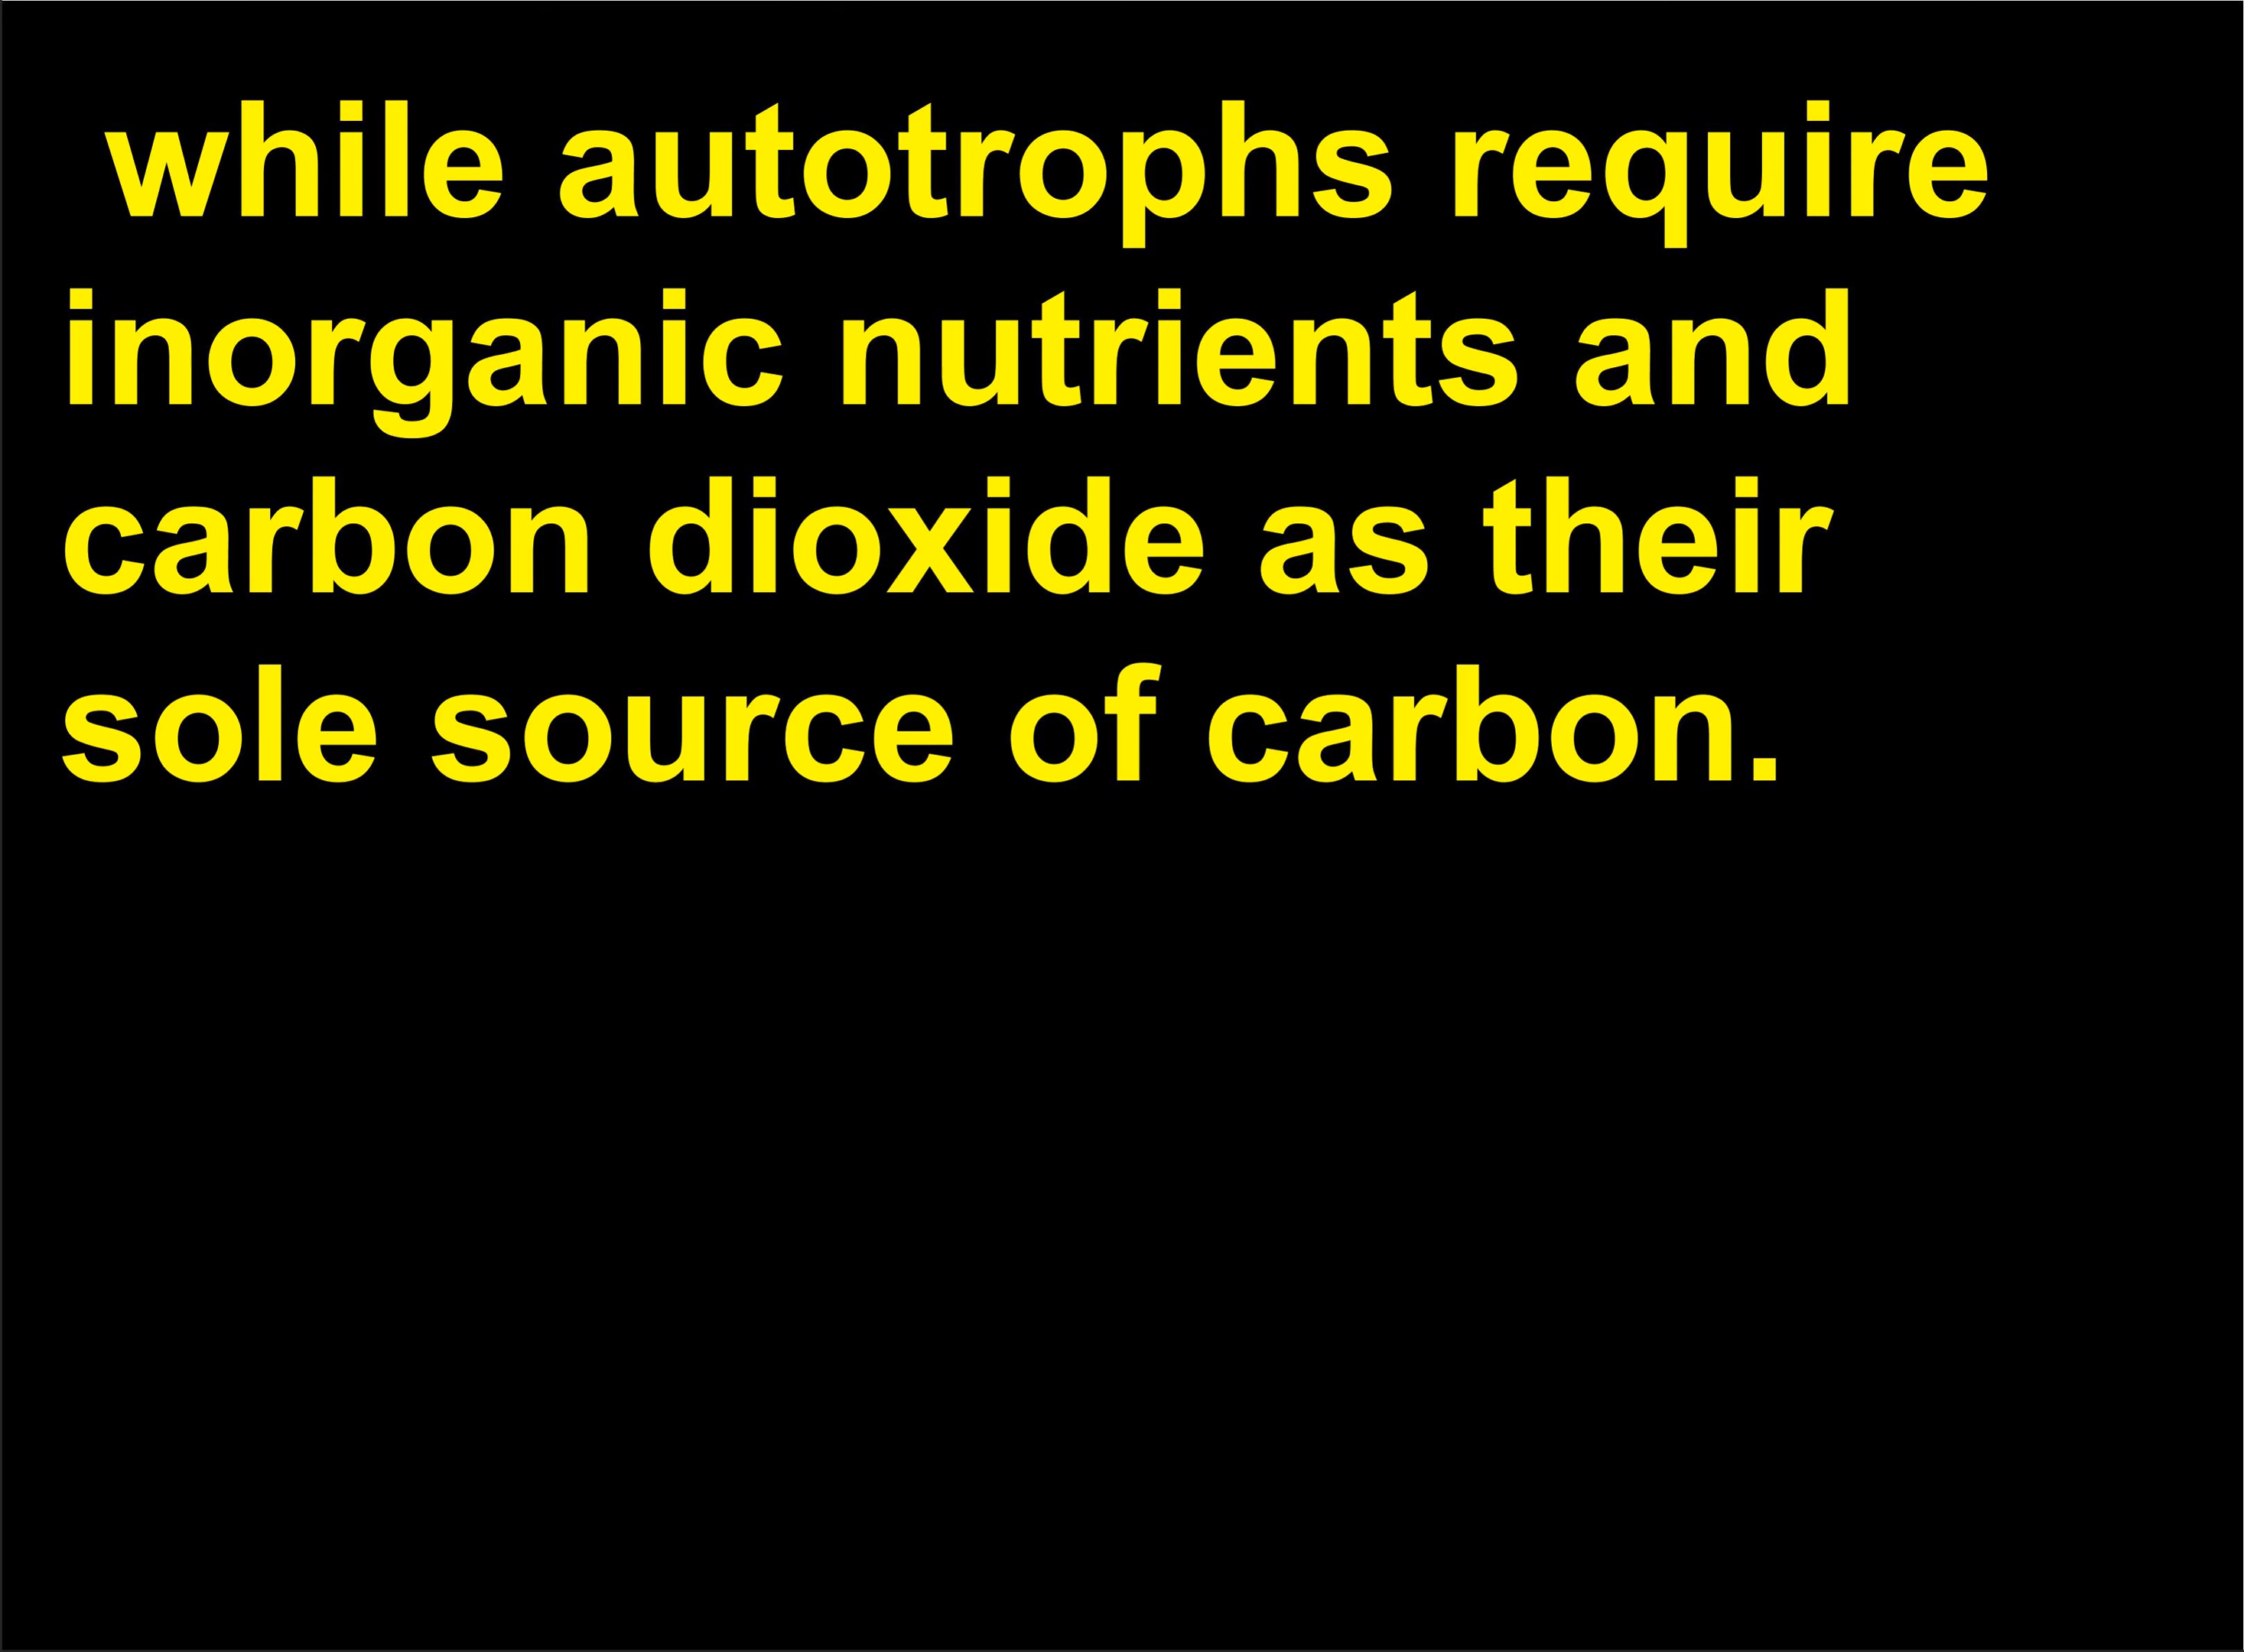 while autotrophs require
inorganic nutrients and
carbon dioxide as their
sole source of carbon.